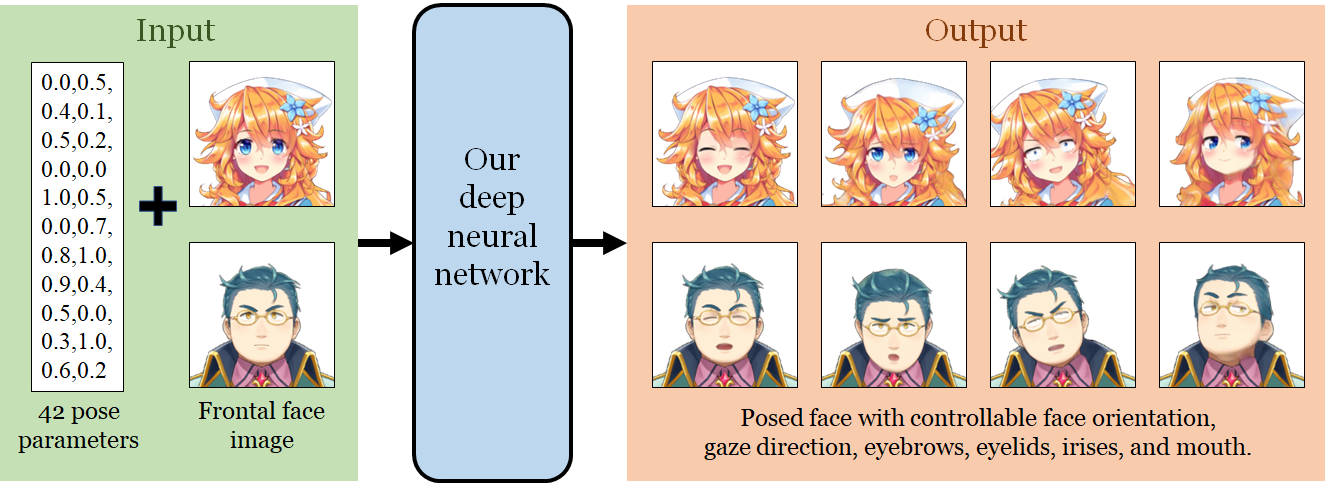 Input
0.0,0.5,
0.4,0.1,
0.5,0.2,
0.0,0.0
1.0,0.5,
0.0,0.7,
0.8,1.0,
0.9,0.4,
0.5,0.0,
0.3,1.0,
0.6,0.2
42 pose
parameters
Frontal face
image
Our
deep
neural
network
Output
Posed face with controllable face orientation,
gaze direction, eyebrows, eyelids, irises, and mouth.